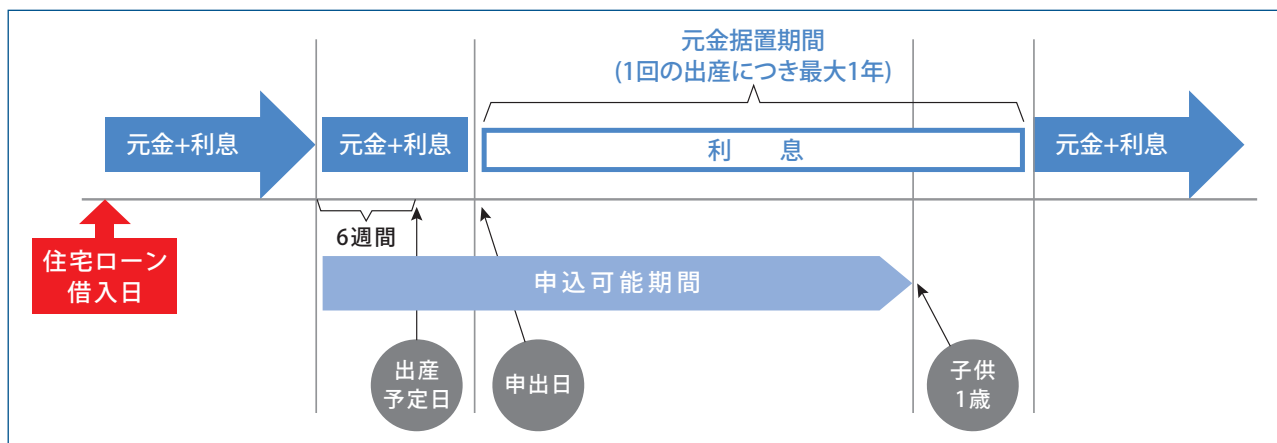 元金据置期間
(1回の出産につき最大1年)
元金+利息
元金+利息
利 息
元金+利息
6週間
住宅ローン
借入日
申込可能期間
出産
予定日
申出日
子供
1歳